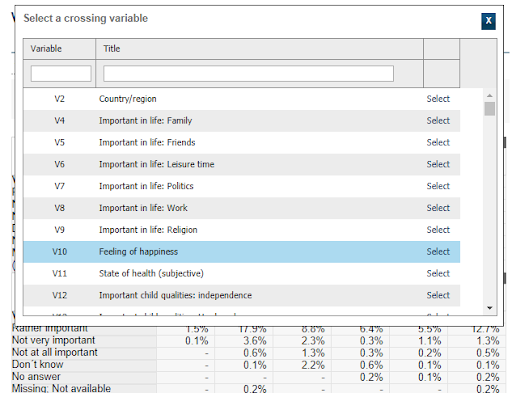 Select a crossing variable
X
Variable Title
V2 Country/region Select
V4 Important in life: Family Select
V5 Important in life: Friends Select
V6 Important in life: Leisure time Select
V7 Important in life: Politics Select
V8 Important in life: Work Select
V9 Important in life: Religion Select
V10 Feeling of happiness Select
V11 State of health (subjective) Select
V12 Important child qualities: independence Select
Rather important 1.5% 17.9% 8.8% 6.4% 5.5% 12.7%
Not very important 0.1% 3.6% 2.3% 0.3% 1.1% 1.3%
Not at all important - 0.6% 1.3% 0.3% 0.2% 0.5%
Don´t know - 0.1% 2.2% 0.6% 0.1% 0.1%
No answer - - - 0.2% 0.1% 0.2%
Missing; Not available - 0.2% - - - 0.2%